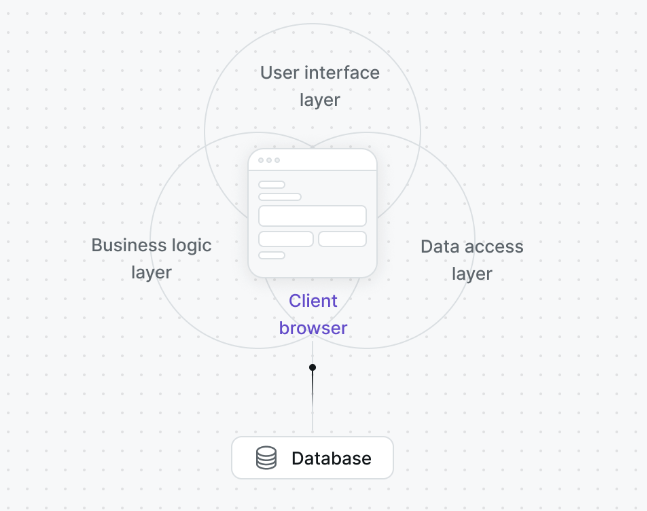 User interface
layer
Business logic
layer
Data access
layer
Client
browser
Database